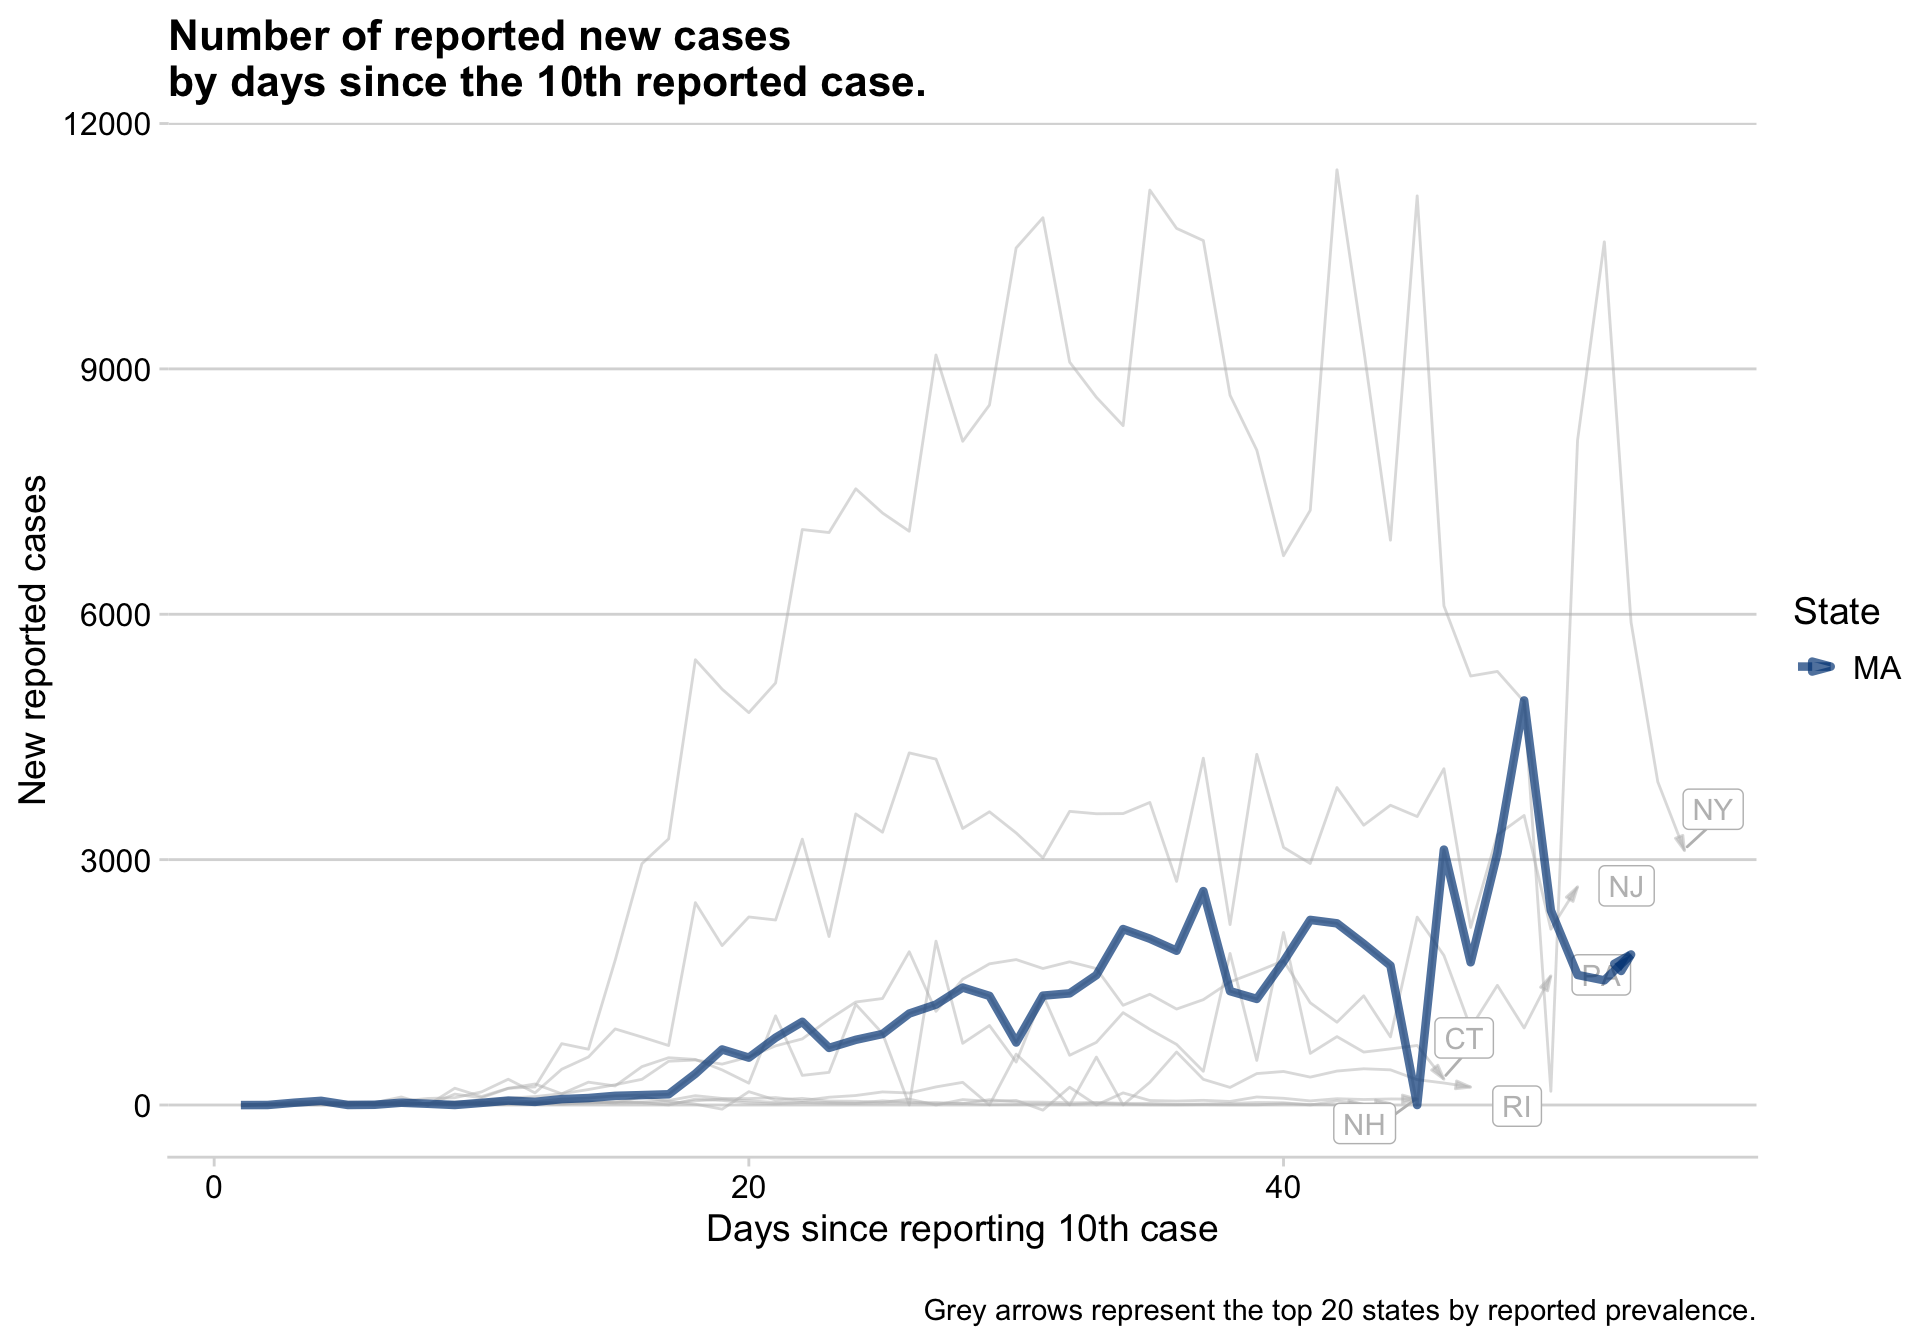 Number of reported new cases
by days since the 10th reported case.
12000
9000
6000
3000
0
New reported cases
NY
NJ
PA
CT
RI
NH
State
MA
0
20
40
Days since reporting 10th case
Grey arrows represent the top 20 states by reported prevalence.